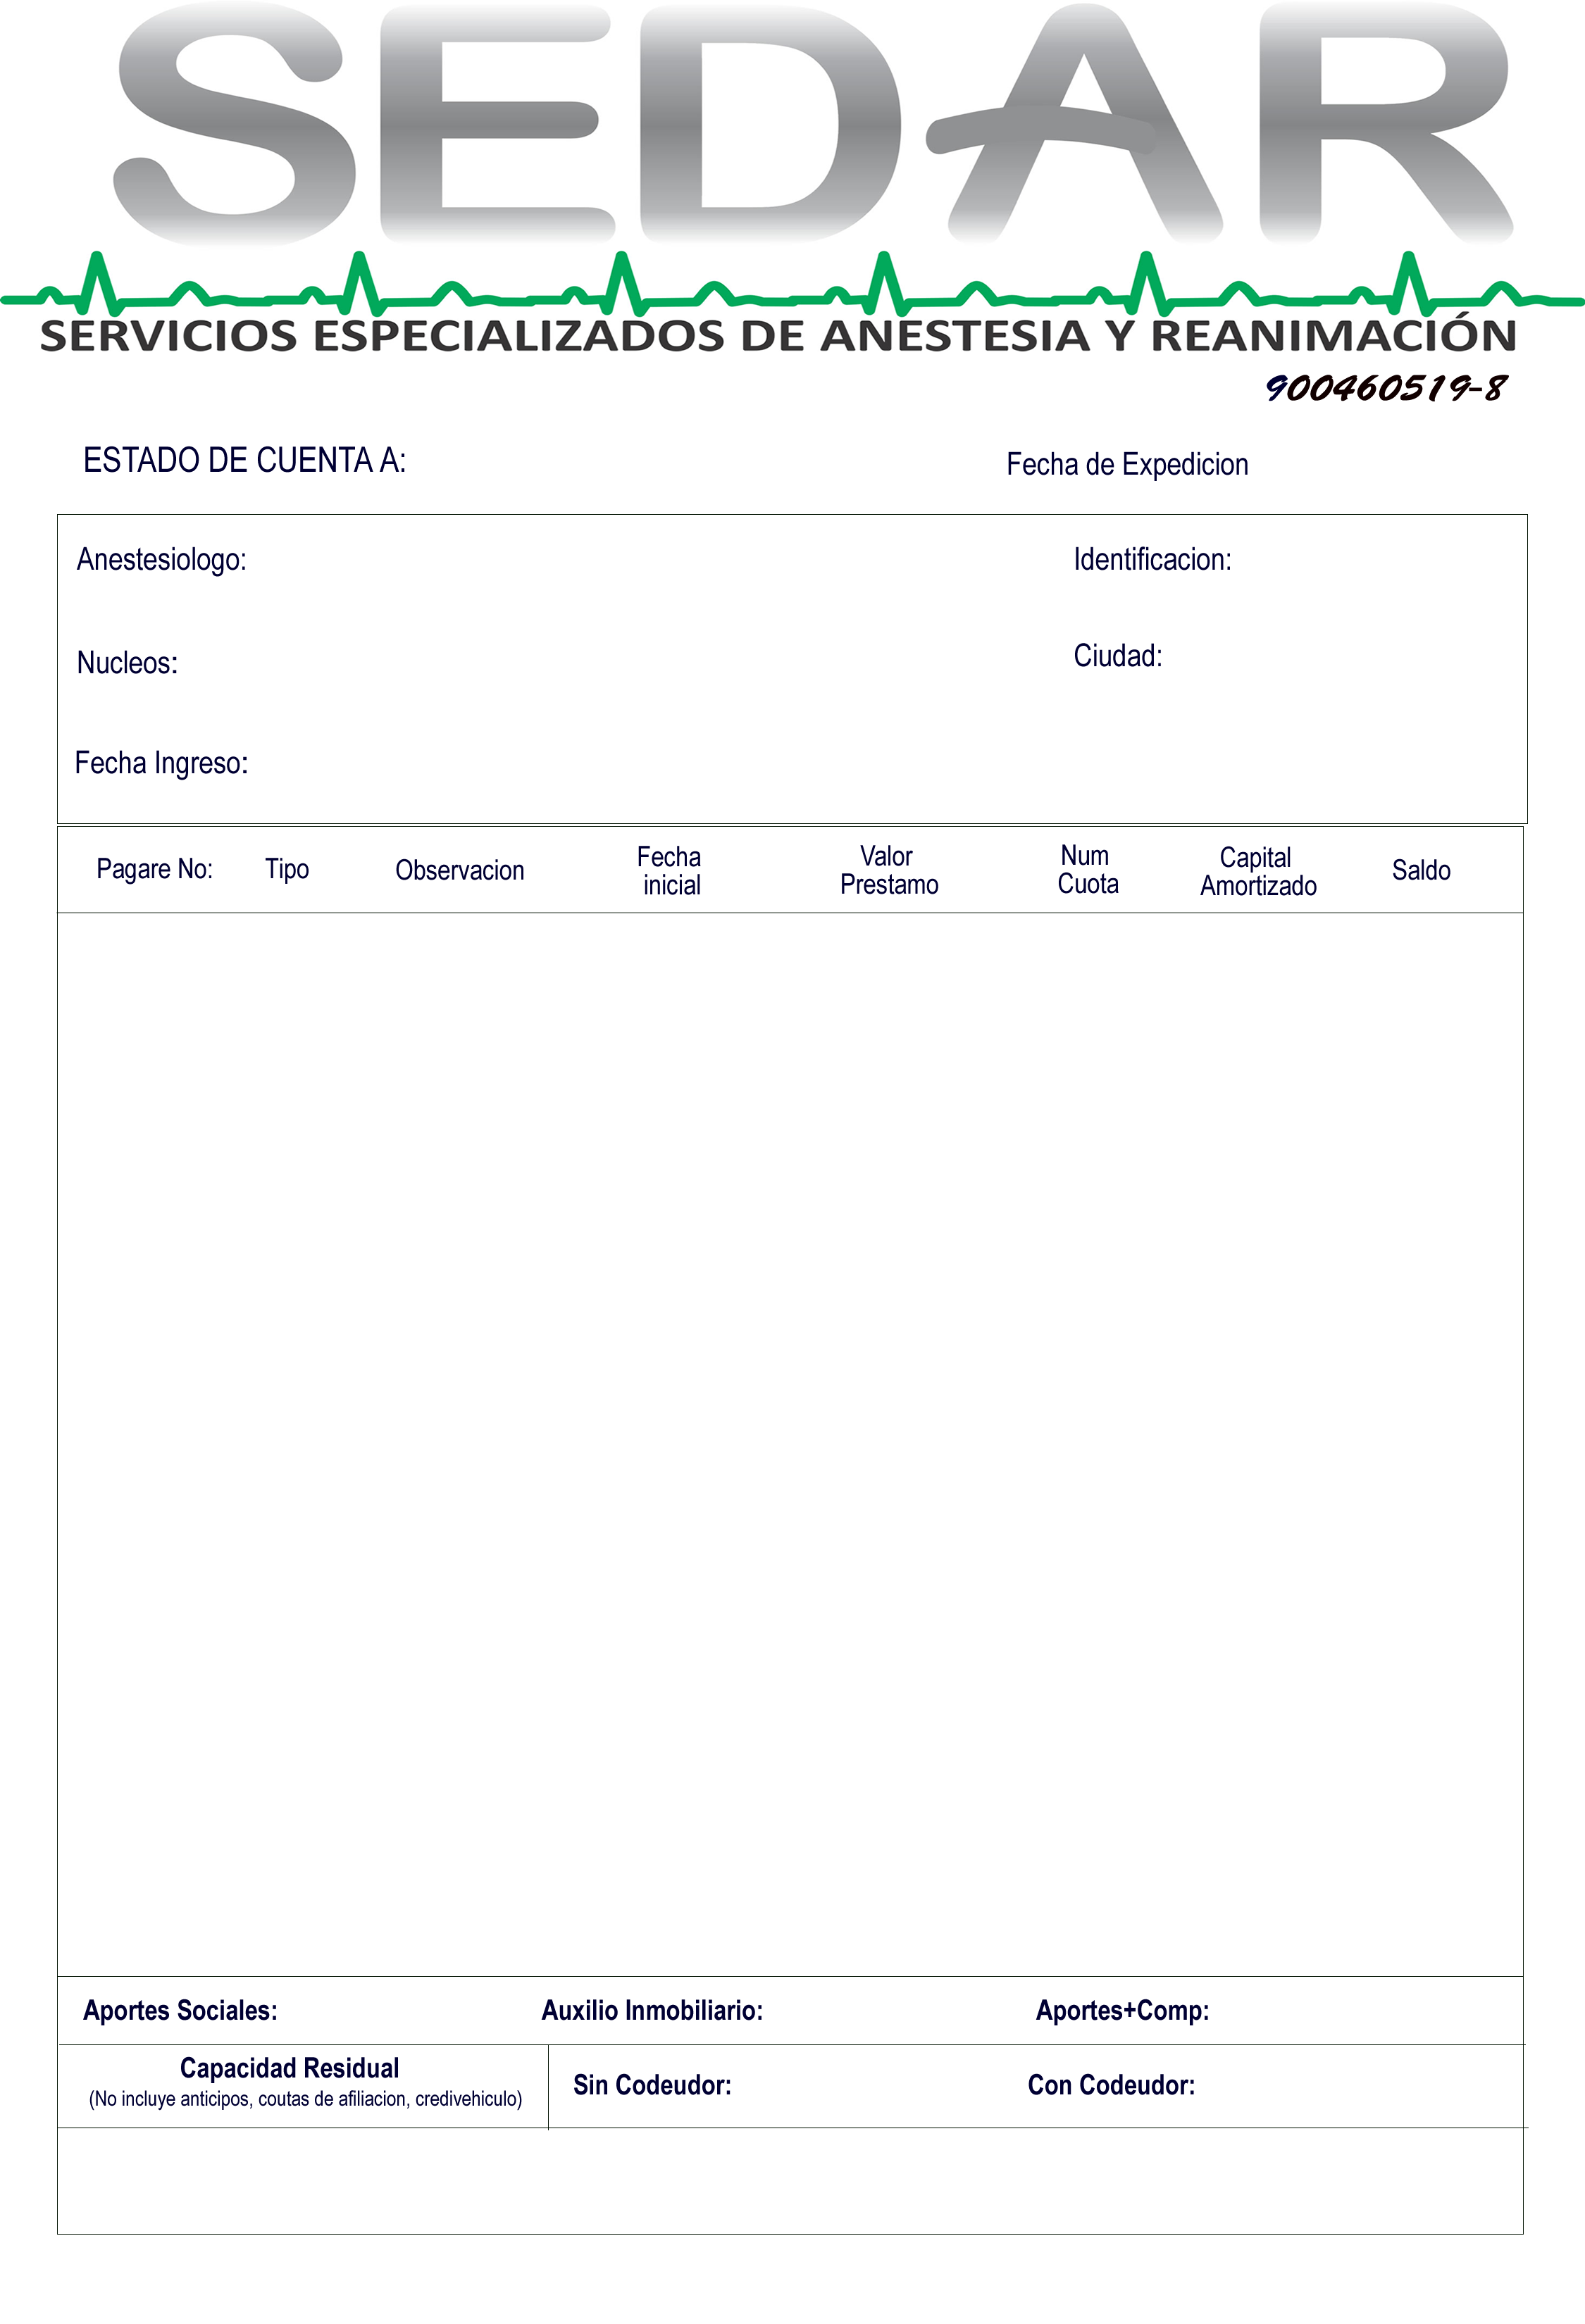 SEDAR
SERVICIOS ESPECIALIZADOS DE ANESTESIA Y REANIMACIÓN
900460519-8
ESTADO DE CUENTA A:
Fecha de Expedicion
Anestesiologo:
Identificacion:
Nucleos:
Ciudad:
Fecha Ingreso:
Pagare No:
Tipo
Observacion
Fecha
inicial
Valor
Prestamo
Num
Cuota
Capital
Amortizado
Saldo
Aportes Sociales:
Auxilio Inmobiliario:
Aportes+Comp:
Capacidad Residual
(No incluye anticipos, coutas de afiliacion, credivehiculo)
Sin Codeudor:
Con Codeudor: